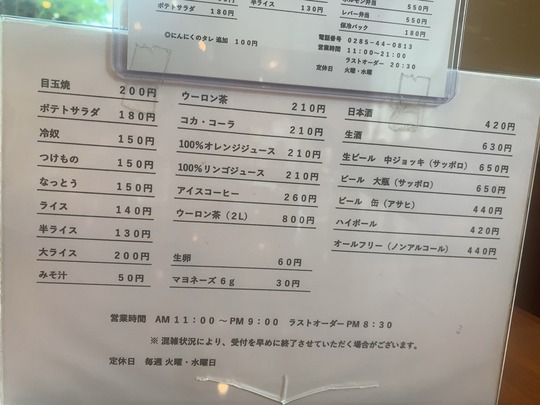 ポテトサラダ 180円
半ライス 130円
ホルモン弁当 550円
レバー弁当 550円
保冷パック 180円
◎にんにくのタレ 追加 100円
電話番号 0285-44-0813
営業時間 11:00~21:00
ラストオーダー 20:30
定休日 火曜・水曜
目玉焼 200円
ポテトサラダ 180円
冷奴 150円
つけもの 150円
なっとう 150円
ライス 140円
半ライス 130円
大ライス 200円
みそ汁 50円
ウーロン茶 210円
コカ・コーラ 210円
100%オレンジジュース 210円
100%リンゴジュース 210円
アイスコーヒー 260円
ウーロン茶(2L) 800円
生卵 60円
マヨネーズ6g 30円
日本酒 420円
生酒 630円
生ビール 中ジョッキ(サッポロ) 650円
ビール 大瓶(サッポロ) 650円
ビール 缶(アサヒ) 440円
ハイボール 420円
オールフリー(ノンアルコール) 440円
営業時間 AM11:00~PM9:00 ラストオーダーPM8:30
※混雑状況により、受付を早めに終了させていただく場合がございます。
定休日 毎週 火曜・水曜日